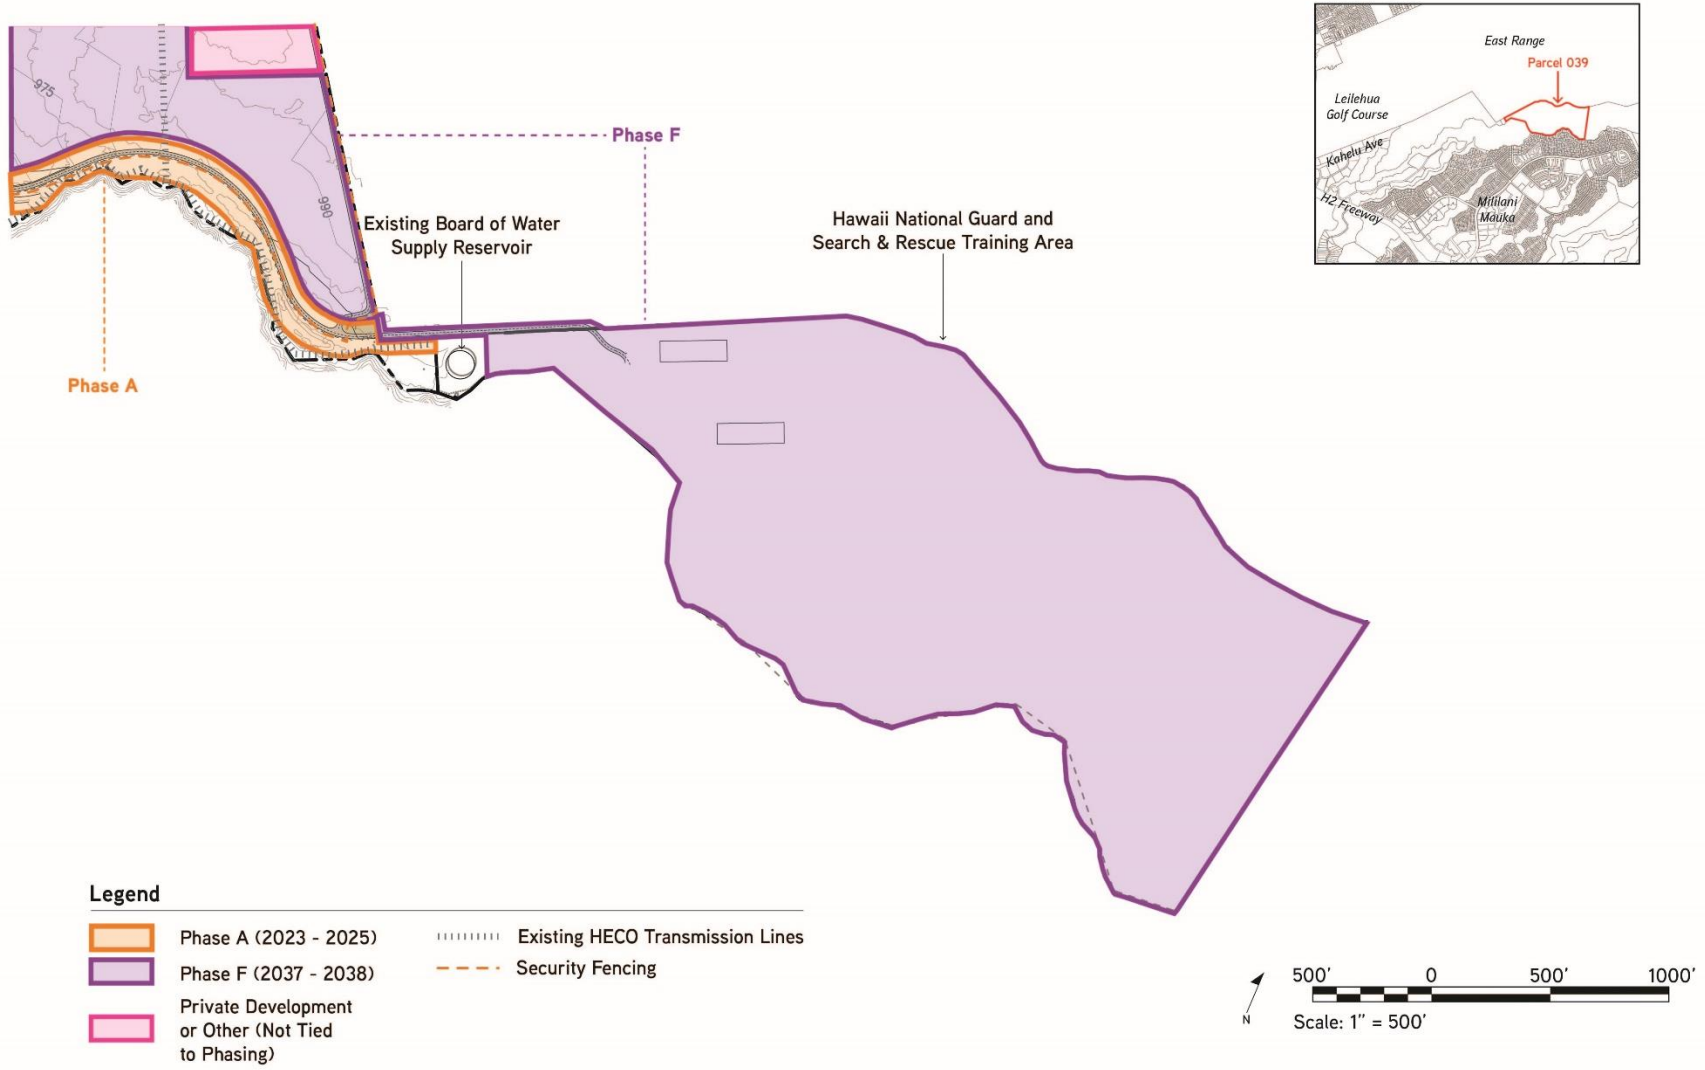 East Range
Parcel 039
Leilehua
Golf Course
Kahelu Ave
H2 Freeway
Mililani
Mauka
975
Phase F
990
Existing Board of Water
Supply Reservoir
Hawaii National Guard and
Search & Rescue Training Area
Phase A
Legend
Phase A (2023 - 2025)
Existing HECO Transmission Lines
Phase F (2037 - 2038)
Security Fencing
Private Development
or Other (Not Tied
to Phasing)
N
500' 0 500' 1000'
Scale: 1" = 500'